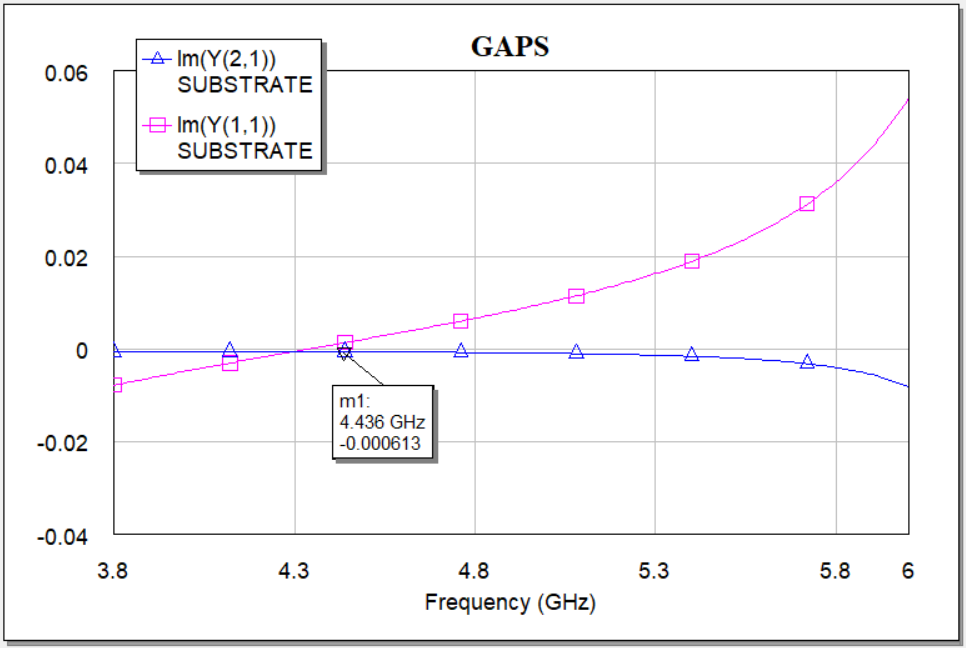 GAPS
Im(Y(2,1))
SUBSTRATE
Im(Y(1,1))
SUBSTRATE
0.06
0.04
0.02
0
-0.02
-0.04
m1:
4.436 GHz
-0.000613
3.8 4.3 4.8 5.3 5.8 6
Frequency (GHz)